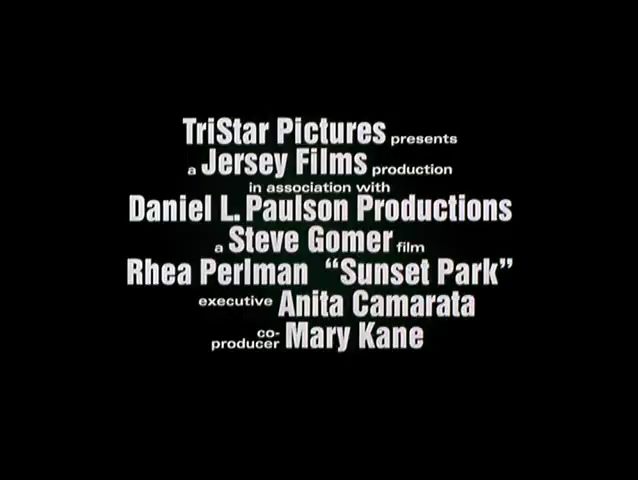 TriStar Pictures presents
a Jersey Films production
in association with
Daniel L. Paulson Productions
a Steve Gomer film
Rhea Perlman "Sunset Park"
executive Anita Camarata
co-producer Mary Kane